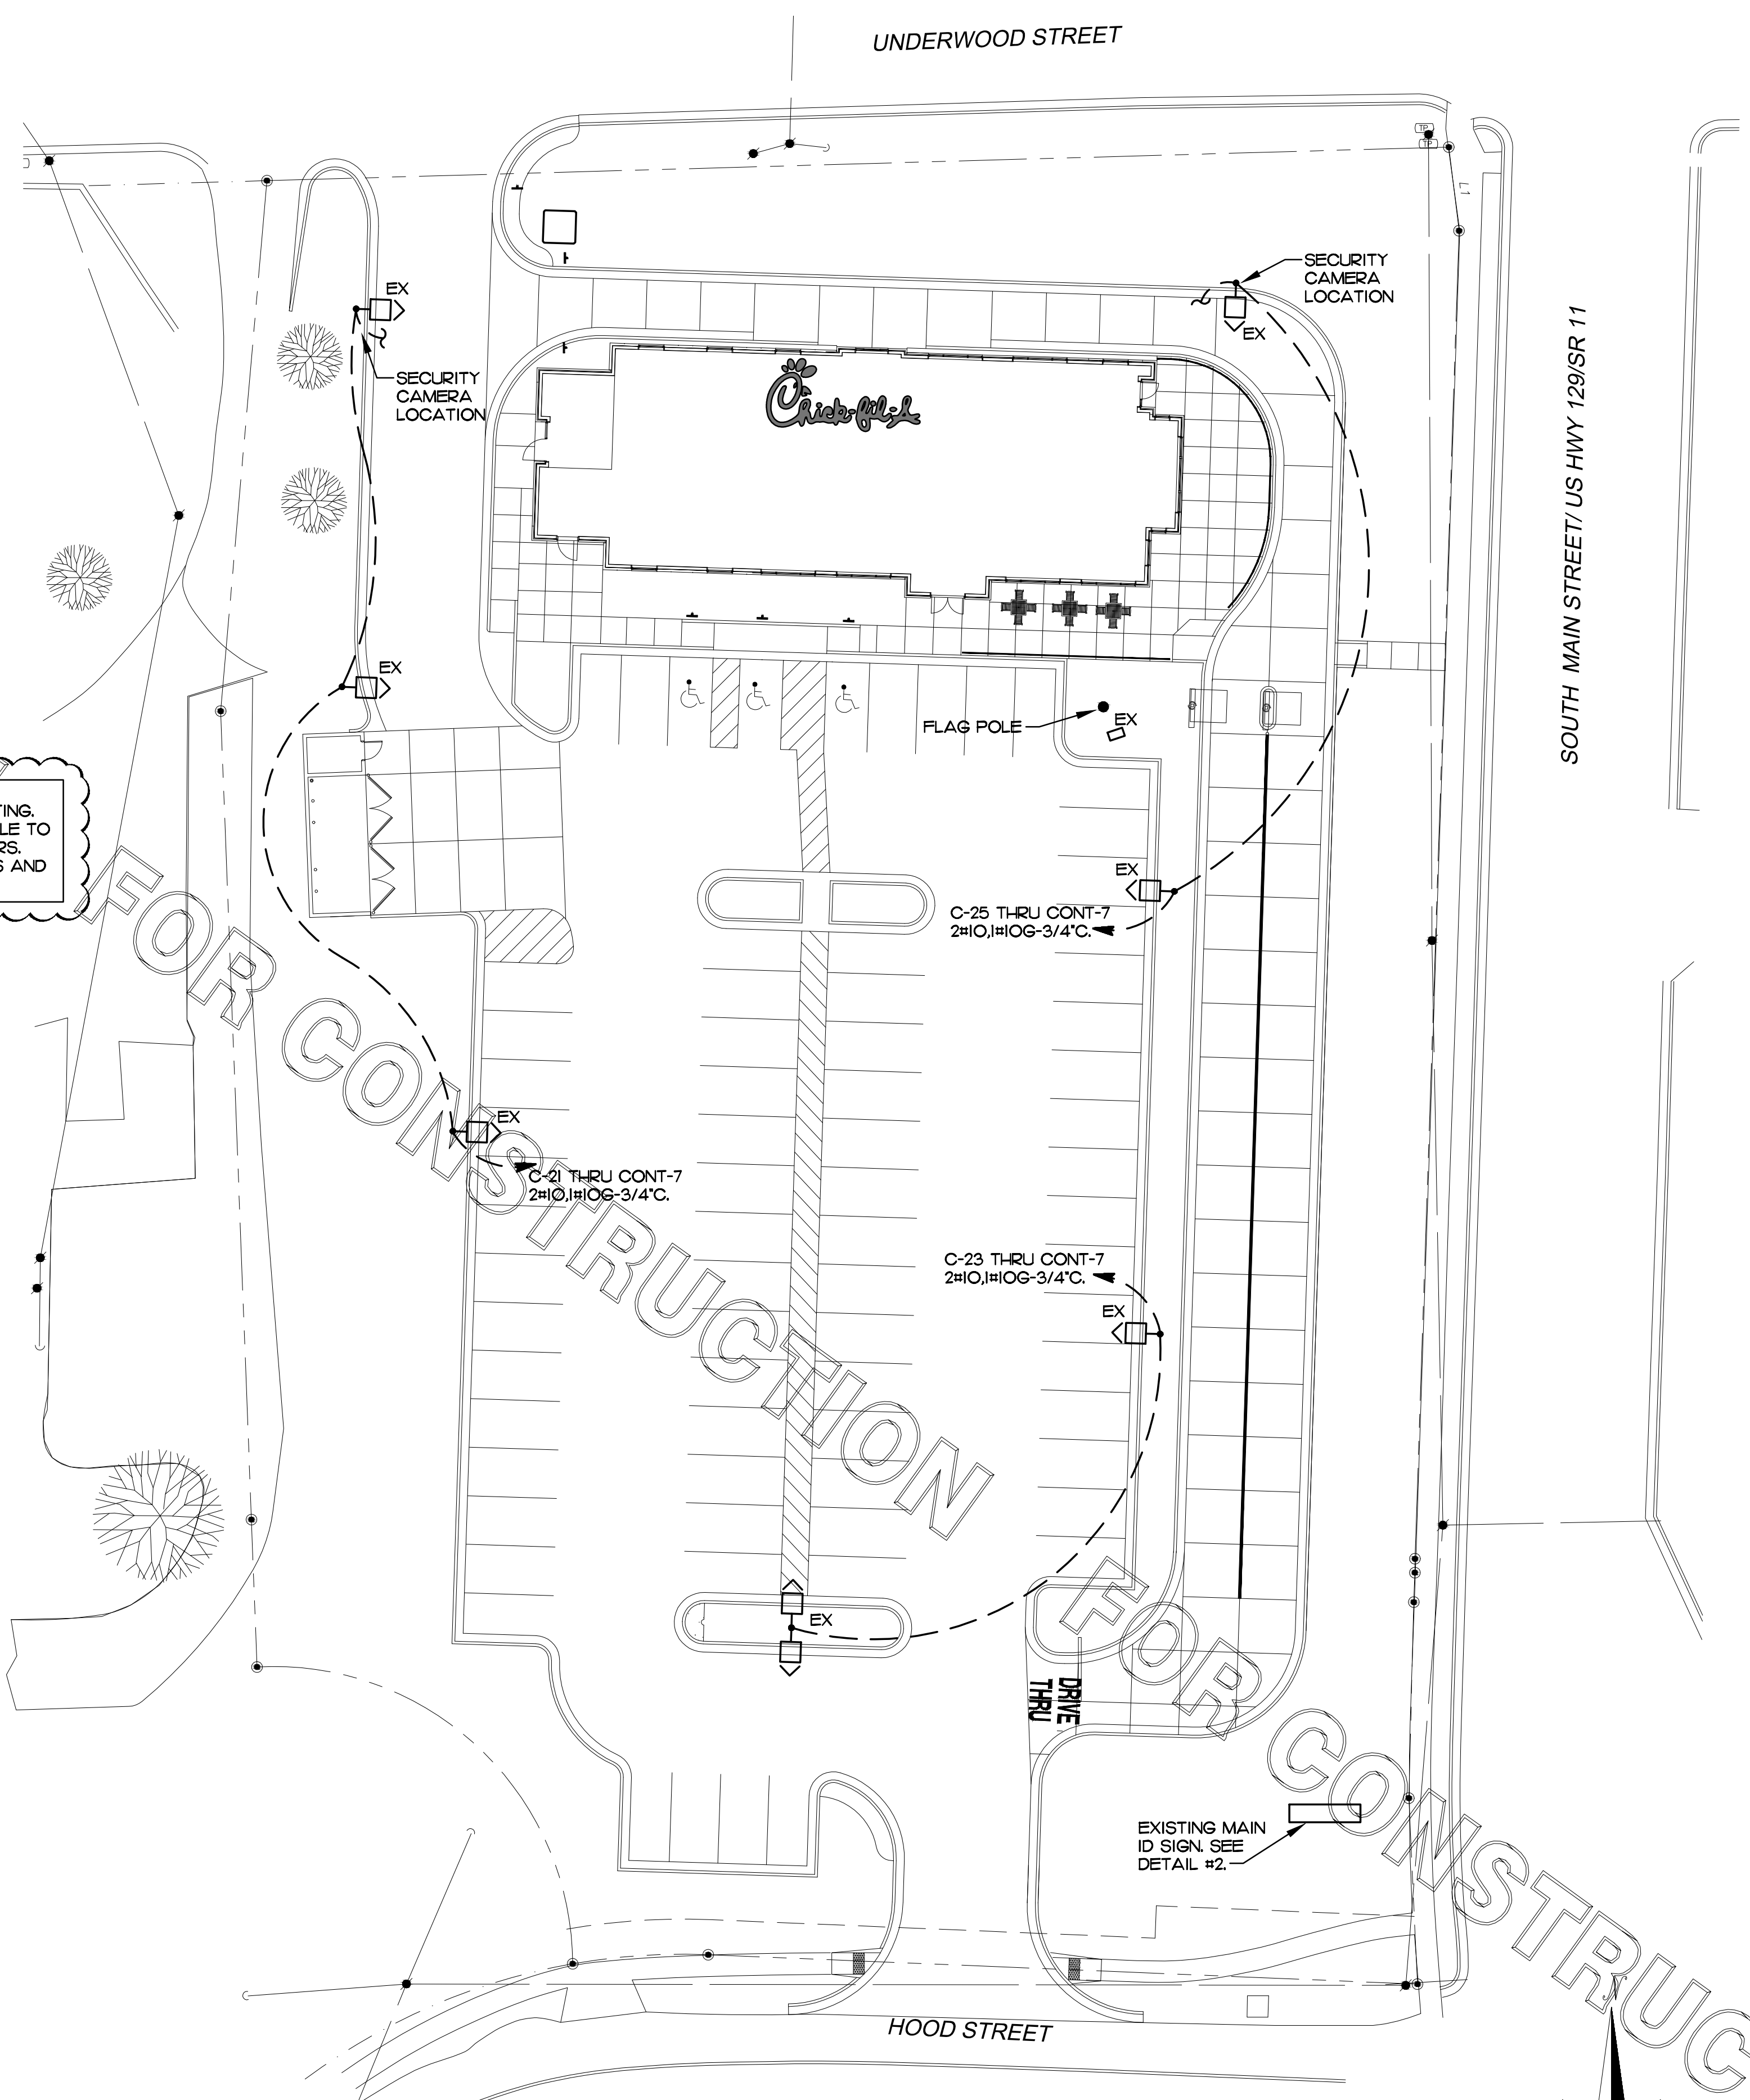 UNDERWOOD STREET
TP
TP
L1
SECURITY
CAMERA
LOCATION
EX
EX
SECURITY
CAMERA
LOCATION
Chick-fil-A
SOUTH MAIN STREET/ US HWY 129/SR 11
EX
FLAG POLE
EX
TING.
LE TO
RS.
S AND
EX
C-25 THRU CONT-7
2#10,1#10G-3/4"C.
FOR CONSTRUCTION
EX
C-21 THRU CONT-7
2#10,1#10G-3/4"C.
C-23 THRU CONT-7
2#10,1#10G-3/4"C.
EX
EX
DRIVE
THRU
FOR CONSTRUC
EXISTING MAIN
ID SIGN. SEE
DETAIL #2.
HOOD STREET